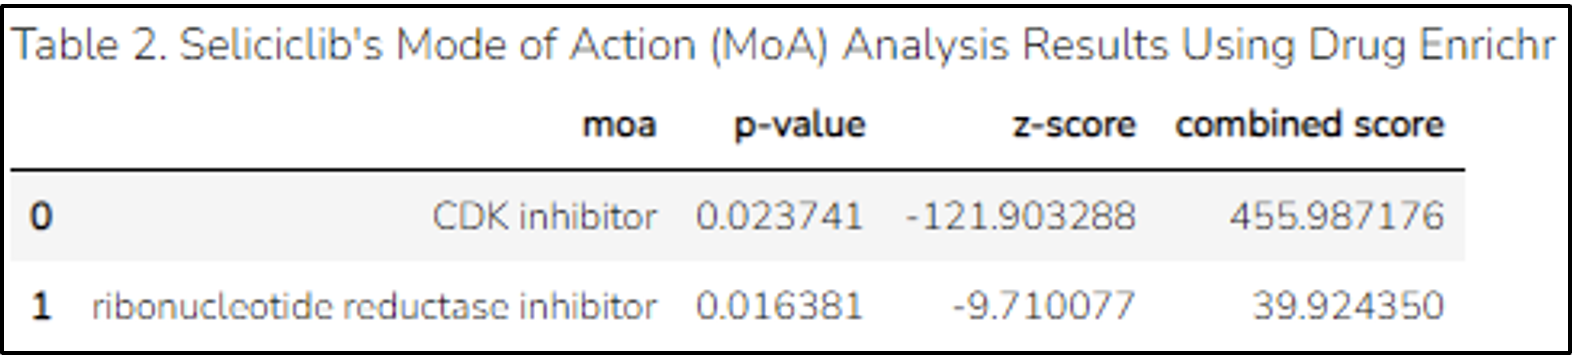 Table 2. Seliciclib's Mode of Action (MoA) Analysis Results Using Drug Enrichr
moa p-value z-score combined score
0 CDK inhibitor 0.023741 -121.903288 455.987176
1 ribonucleotide reductase inhibitor 0.016381 -9.710077 39.924350